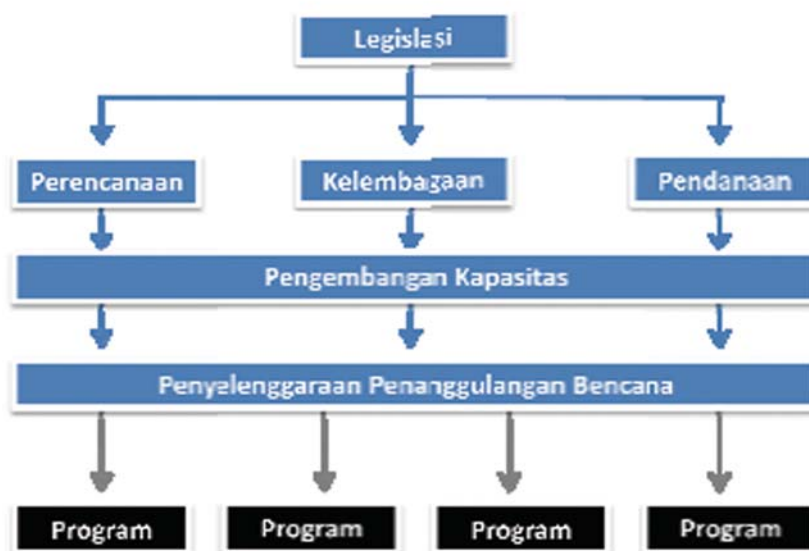 Legislasi
Perencanaan
Kelembagaan
Pendanaan
Pengembangan Kapasitas
Penyelenggaraan Penanggulangan Bencana
Program
Program
Program
Program